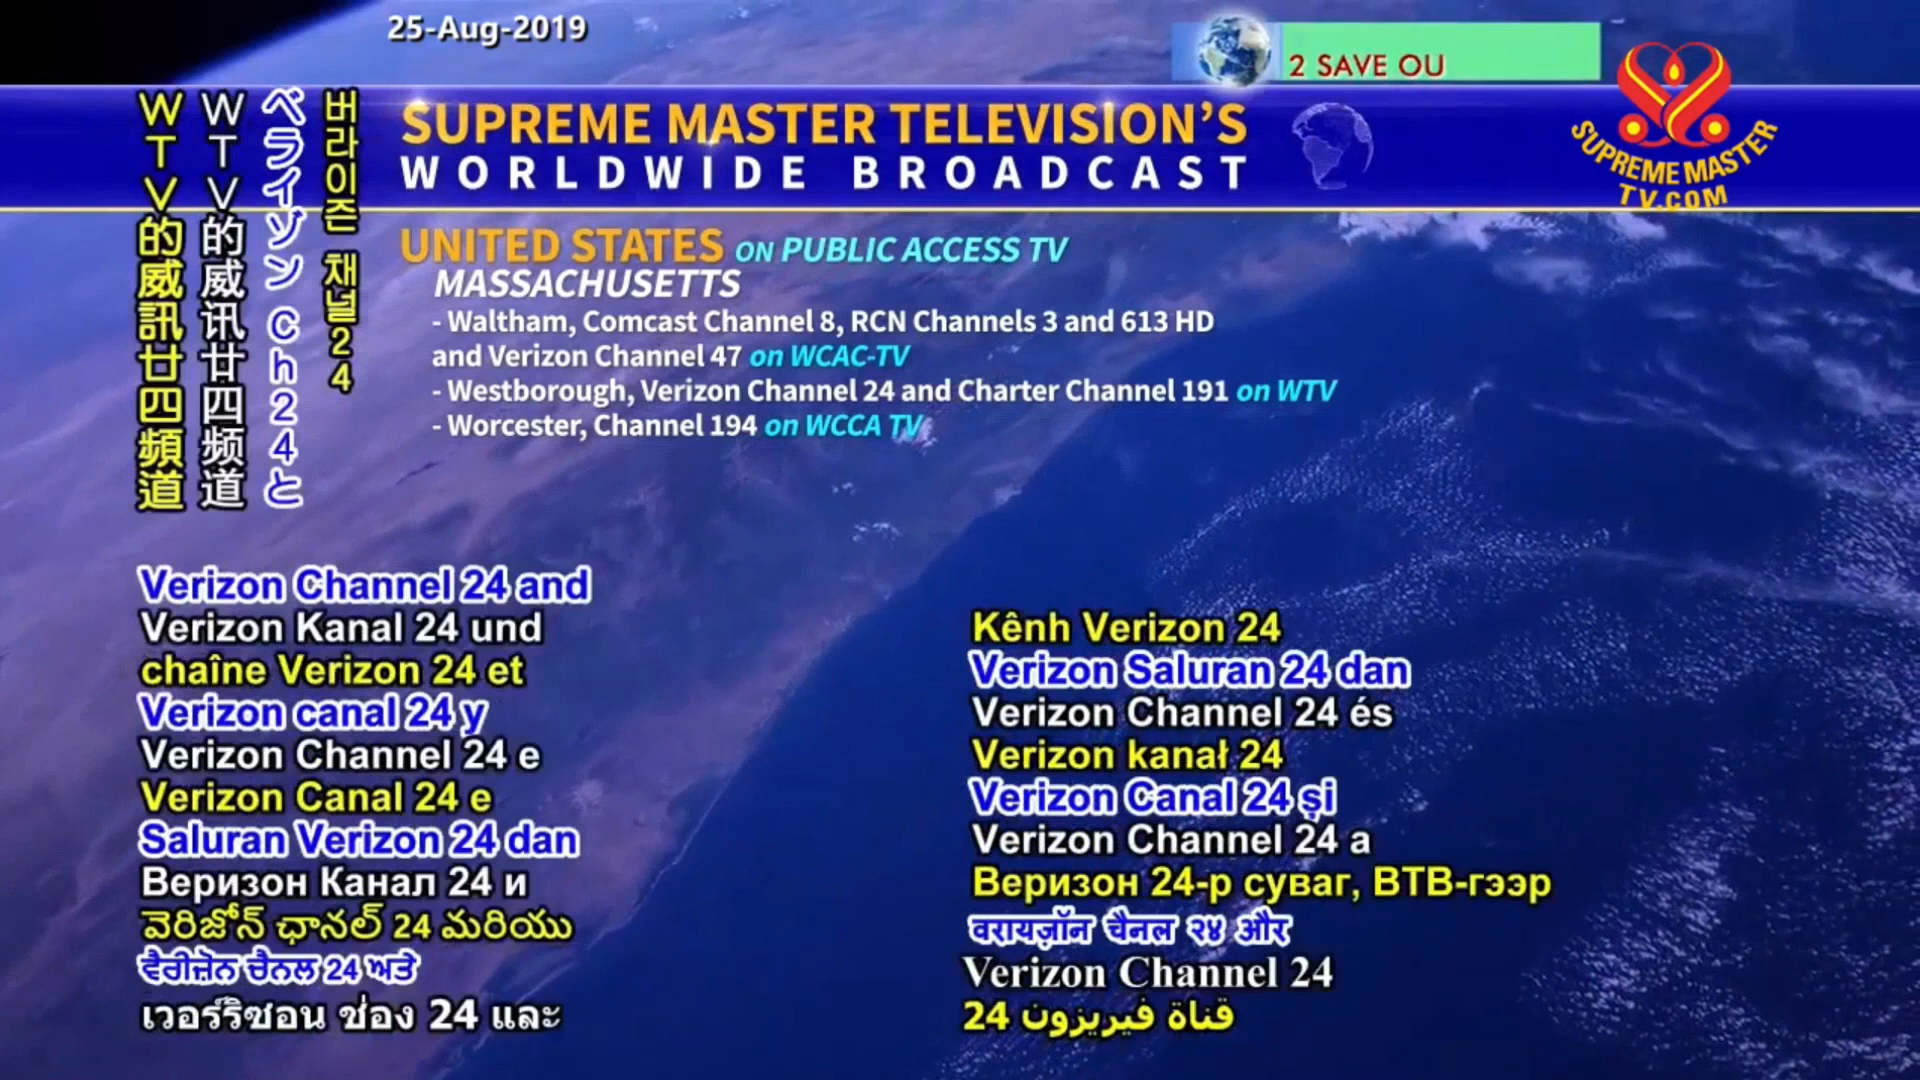 25-Aug-2019
2 SAVE OU
SUPREME MASTER TELEVISION'S
WORLDWIDE BROADCAST
SUPREME MASTER
TV.COM
WTV的威訊廿四頻道
WTV的威讯廿四频道
ベライゾン Ch24と
버라이즌 채널24
UNITED STATES ON PUBLIC ACCESS TV
MASSACHUSETTS
- Waltham, Comcast Channel 8, RCN Channels 3 and 613 HD
and Verizon Channel 47 on WCAC-TV
- Westborough, Verizon Channel 24 and Charter Channel 191 on WTV
- Worcester, Channel 194 on WCCA TV
Verizon Channel 24 and
Verizon Kanal 24 und
chaîne Verizon 24 et
Verizon canal 24 y
Verizon Channel 24 e
Verizon Canal 24 e
Saluran Verizon 24 dan
Веризон Канал 24 и
వెరిజోన్ ఛానల్ 24 మరియు
ਵੈਰੀਜ਼ੋਨ ਚੈਨਲ 24 ਅਤੇ
เวอร์ริซอน ช่อง 24 และ
Kênh Verizon 24
Verizon Saluran 24 dan
Verizon Channel 24 és
Verizon kanał 24
Verizon Canal 24 și
Verizon Channel 24 a
Веризон 24-р суваг, ВТВ-гээр
वरायज़ॉन चैनल २४ और
Verizon Channel 24
قناة فيريزون 24